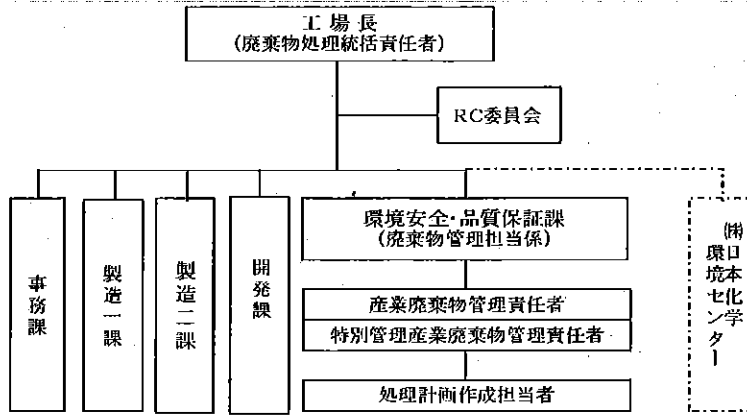 工場長
(廃棄物処理統括責任者)
RC委員会
事務課
製造一課
製造二課
開発課
環境安全・品質保証課
(廃棄物管理担当係)
産業廃棄物管理責任者
特別管理産業廃棄物管理責任者
処理計画作成担当者
㈱日本化学
環境センター